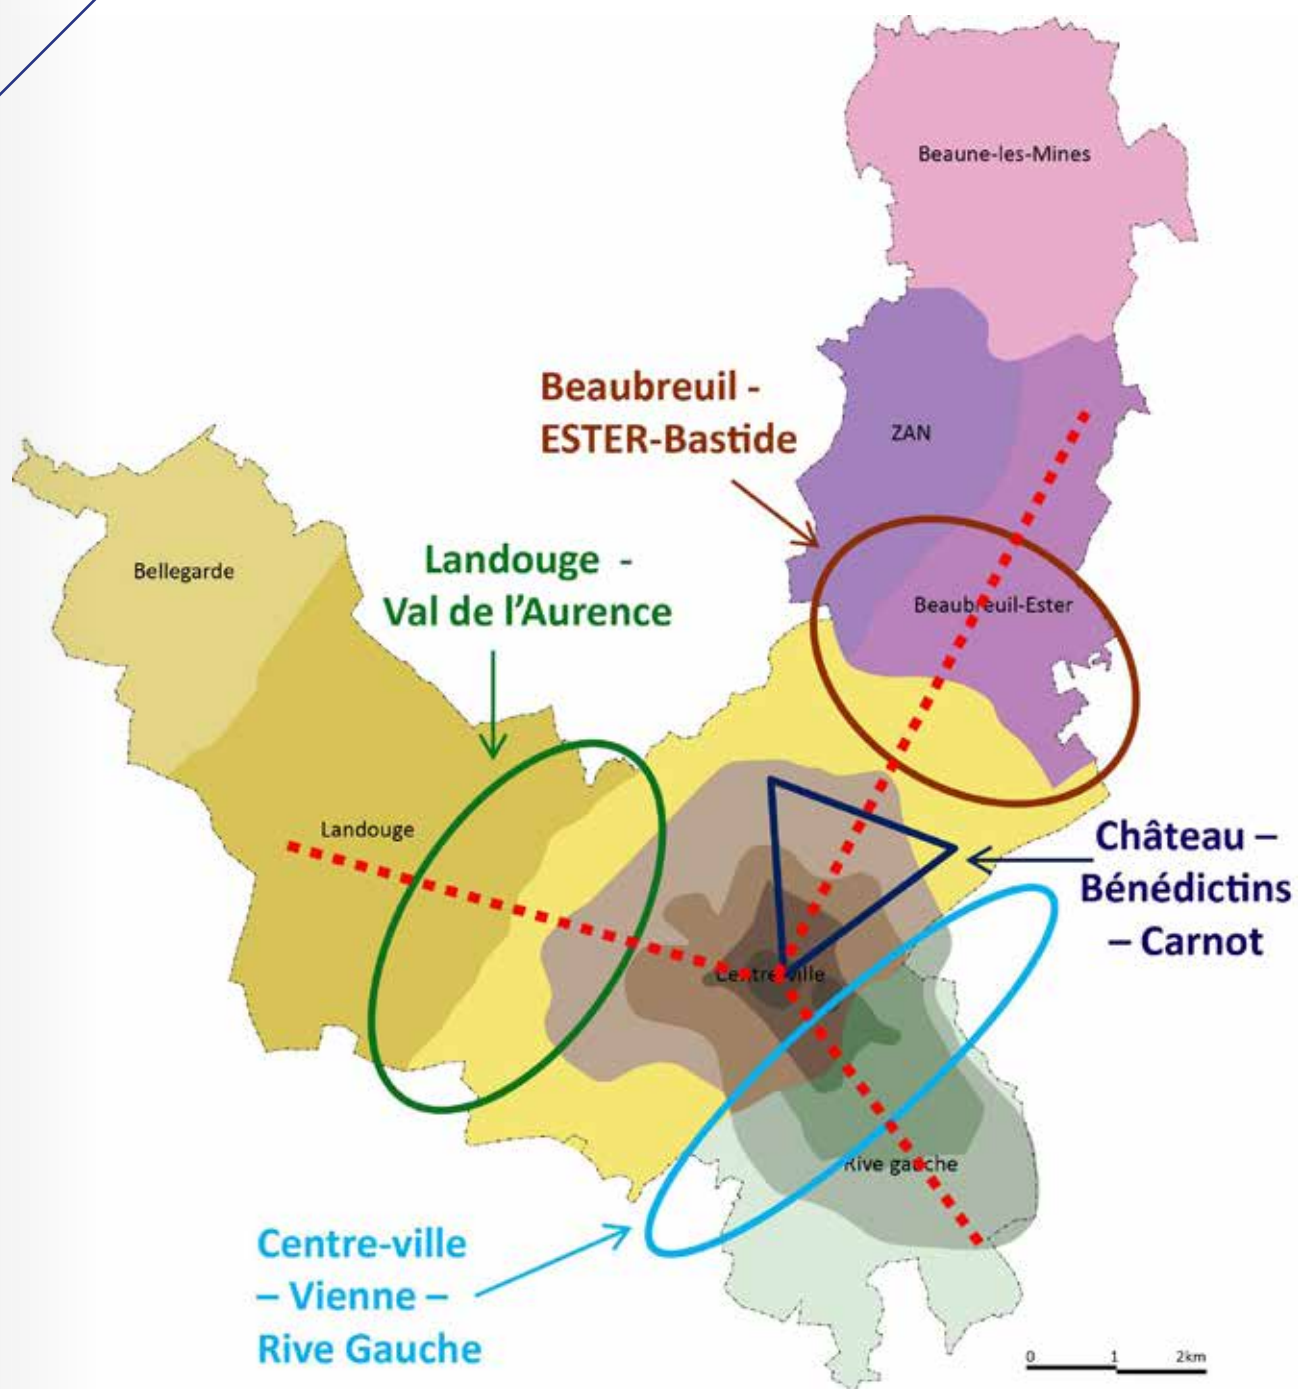 Beaune-les-Mines
Beaubreuil -
ESTER-Bastide
ZAN
Landouge -
Val de l'Aurence
Bellegarde
Beaubreuil-Ester
Landouge
Château –
Bénédictins
– Carnot
Centre-ville
Rive gauche
Centre-ville
– Vienne –
Rive Gauche
0 1 2km